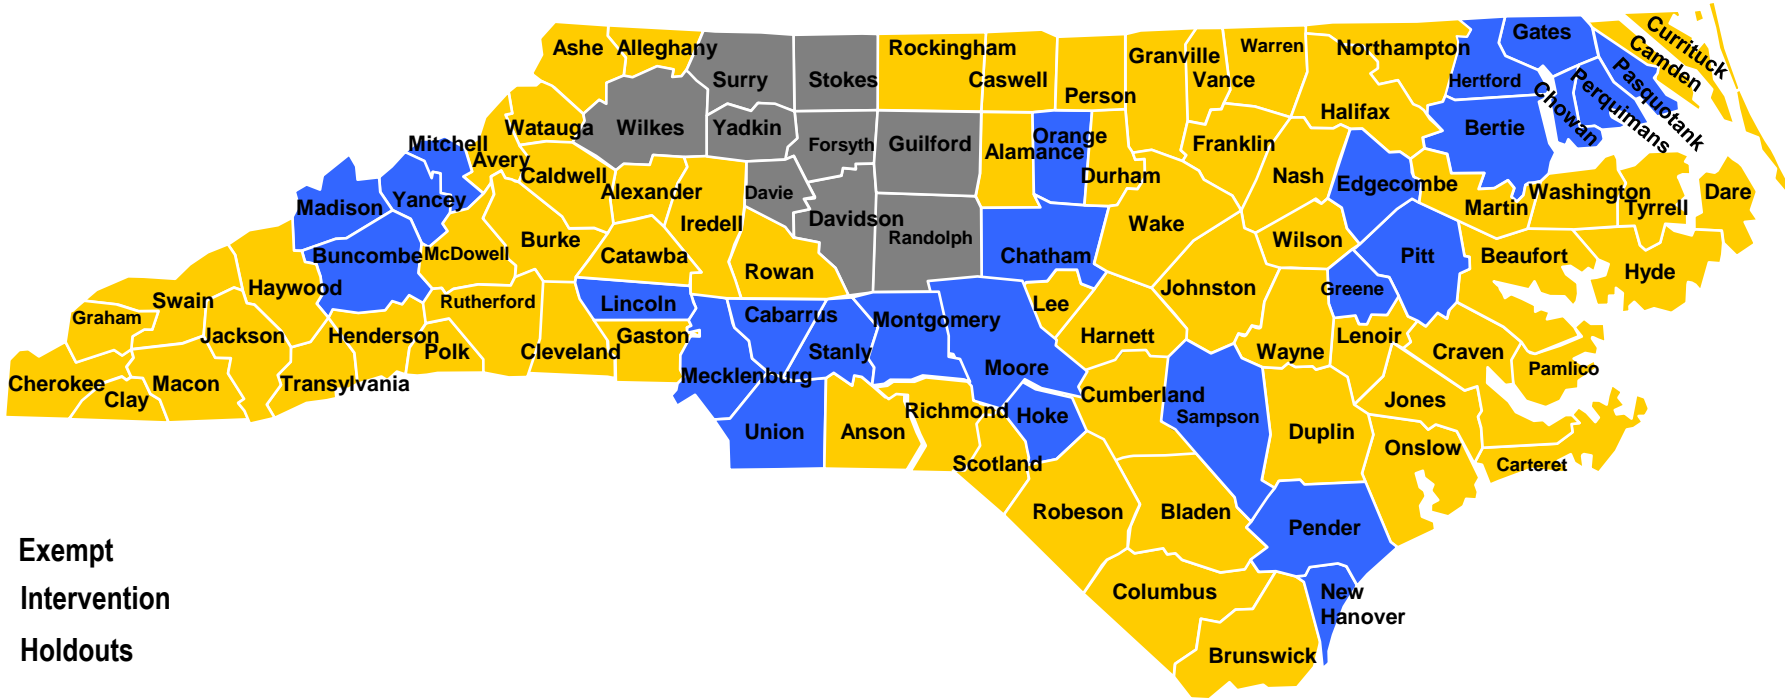 Ashe
Alleghany
Surry
Stokes
Rockingham
Caswell
Person
Granville
Vance
Warren
Northampton
Gates
Currituck
Camden
Pasquotank
Perquimans
Chowan
Hertford
Halifax
Bertie
Watauga
Wilkes
Yadkin
Forsyth
Guilford
Alamance
Orange
Durham
Franklin
Nash
Edgecombe
Martin
Washington
Tyrrell
Dare
Mitchell
Avery
Caldwell
Alexander
Davie
Iredell
Davidson
Randolph
Chatham
Wake
Wilson
Pitt
Beaufort
Hyde
Madison
Yancey
Buncombe
McDowell
Burke
Catawba
Rowan
Swain
Haywood
Rutherford
Lincoln
Cabarrus
Montgomery
Lee
Johnston
Greene
Graham
Jackson
Henderson
Polk
Cleveland
Gaston
Stanly
Moore
Harnett
Wayne
Lenoir
Craven
Pamlico
Cherokee
Clay
Macon
Transylvania
Mecklenburg
Union
Anson
Richmond
Hoke
Cumberland
Sampson
Duplin
Jones
Onslow
Carteret
Scotland
Robeson
Bladen
Pender
Columbus
New
Hanover
Brunswick
Exempt
Intervention
Holdouts